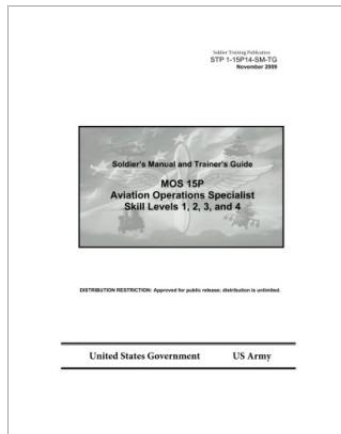 Soldier Training Publication
STP 1-15P14-SM-TG
November 2009
Soldier's Manual and Trainer's Guide
MOS 15P
Aviation Operations Specialist
Skill Levels 1, 2, 3, and 4
DISTRIBUTION RESTRICTION: Approved for public release; distribution is unlimited
United States Government US Army